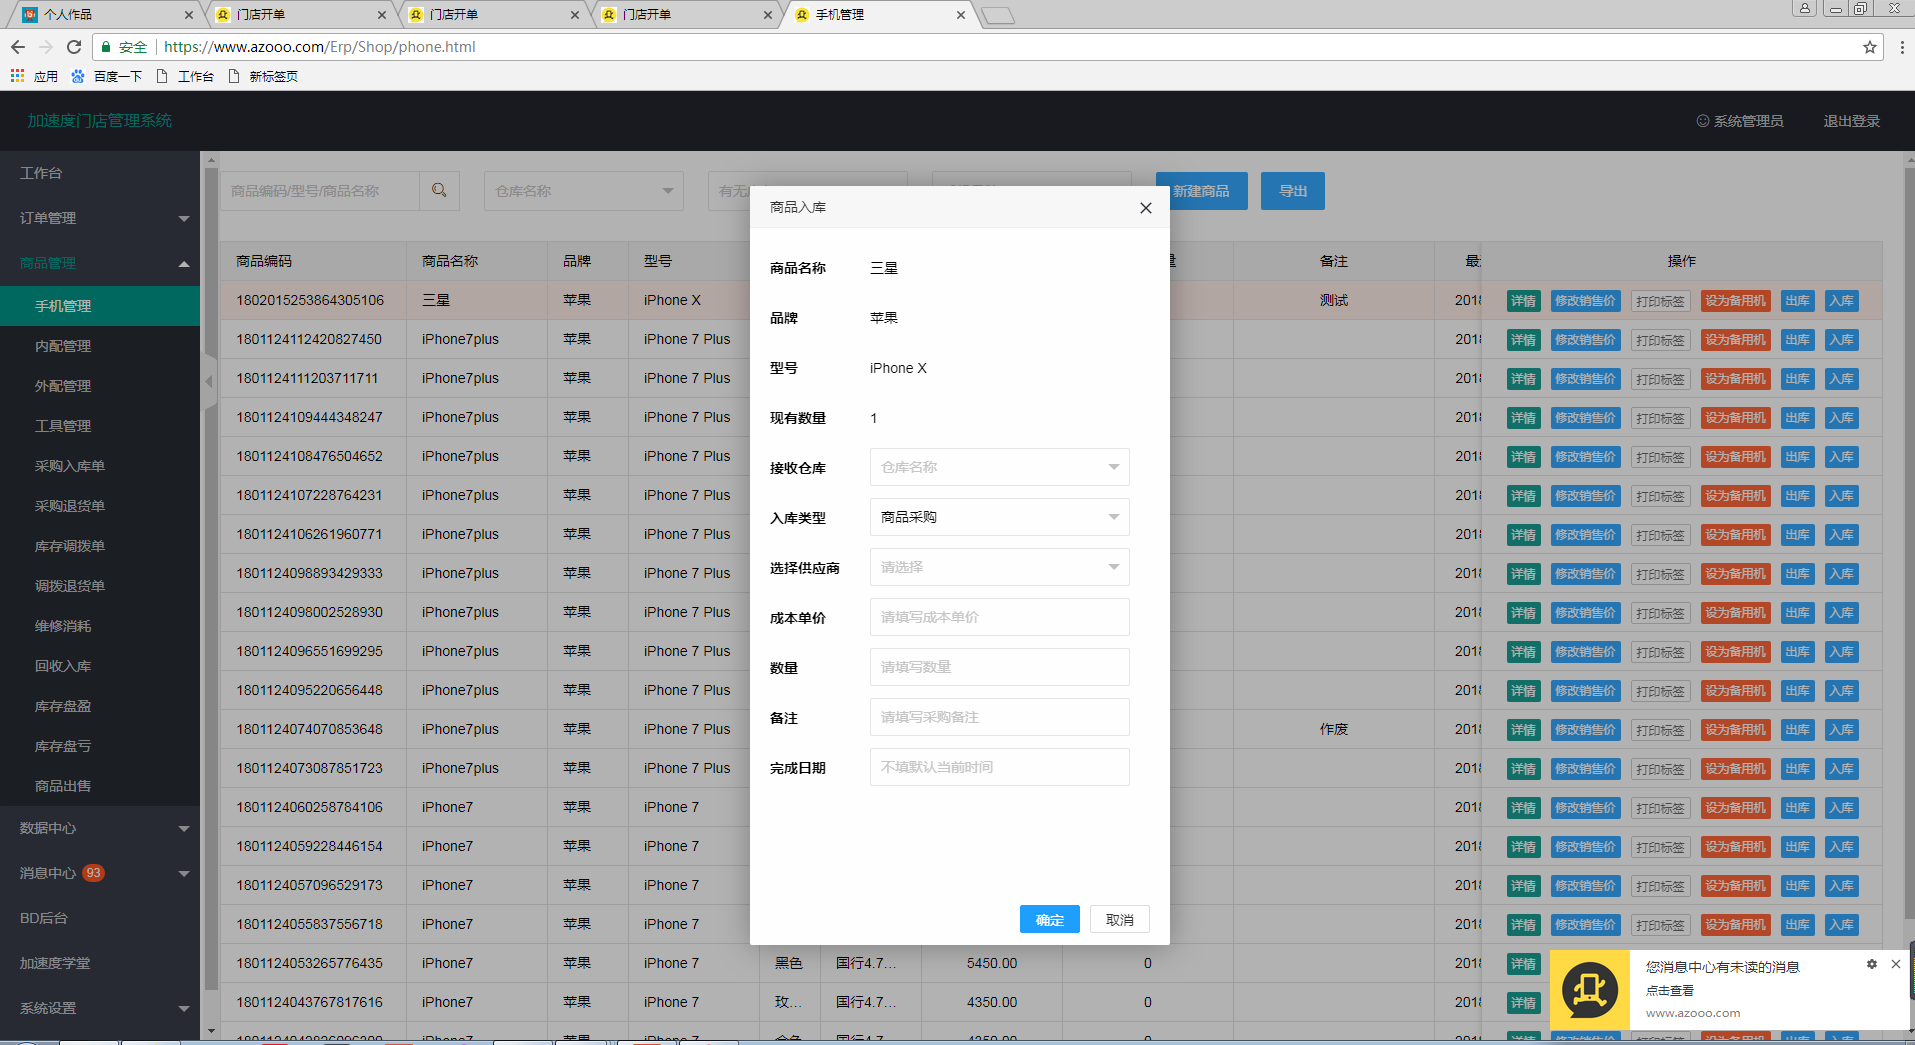 个人作品
门店开单
门店开单
门店开单
手机管理
安全 https://www.azooo.com/Erp/Shop/phone.html
应用 百度一下 工作台 新标签页
加速度门店管理系统
系统管理员 退出登录
工作台
订单管理
商品管理
手机管理
内配管理
外配管理
工具管理
采购入库单
采购退货单
库存调拨单
调拨退货单
维修消耗
回收入库
库存盘盈
库存盘亏
商品出售
数据中心
消息中心 93
BD后台
加速度学堂
系统设置
商品编码/型号/商品名称 仓库名称 有无 新建商品 导出
商品编码 商品名称 品牌 型号 备注 最 操作
1802015253864305106 三星 苹果 iPhone X 测试 2018 详情 修改销售价 打印标签 设为备用机 出库 入库
1801124112420827450 iPhone7plus 苹果 iPhone 7 Plus 2018 详情 修改销售价 打印标签 设为备用机 出库 入库
1801124111203711711 iPhone7plus 苹果 iPhone 7 Plus 2018 详情 修改销售价 打印标签 设为备用机 出库 入库
1801124109444348247 iPhone7plus 苹果 iPhone 7 Plus 2018 详情 修改销售价 打印标签 设为备用机 出库 入库
1801124108476504652 iPhone7plus 苹果 iPhone 7 Plus 2018 详情 修改销售价 打印标签 设为备用机 出库 入库
1801124107228764231 iPhone7plus 苹果 iPhone 7 Plus 2018 详情 修改销售价 打印标签 设为备用机 出库 入库
1801124106261960771 iPhone7plus 苹果 iPhone 7 Plus 2018 详情 修改销售价 打印标签 设为备用机 出库 入库
1801124098893429333 iPhone7plus 苹果 iPhone 7 Plus 2018 详情 修改销售价 打印标签 设为备用机 出库 入库
1801124098002528930 iPhone7plus 苹果 iPhone 7 Plus 2018 详情 修改销售价 打印标签 设为备用机 出库 入库
1801124096551699295 iPhone7plus 苹果 iPhone 7 Plus 2018 详情 修改销售价 打印标签 设为备用机 出库 入库
1801124095220656448 iPhone7plus 苹果 iPhone 7 Plus 2018 详情 修改销售价 打印标签 设为备用机 出库 入库
1801124074070853648 iPhone7plus 苹果 iPhone 7 Plus 作废 2018 详情 修改销售价 打印标签 设为备用机 出库 入库
1801124073087851723 iPhone7plus 苹果 iPhone 7 Plus 2018 详情 修改销售价 打印标签 设为备用机 出库 入库
1801124060258784106 iPhone7 苹果 iPhone 7 2018 详情 修改销售价 打印标签 设为备用机 出库 入库
1801124059228446154 iPhone7 苹果 iPhone 7 2018 详情 修改销售价 打印标签 设为备用机 出库 入库
1801124057096529173 iPhone7 苹果 iPhone 7 2018 详情 修改销售价 打印标签 设为备用机 出库 入库
1801124055837556718 iPhone7 苹果 iPhone 7 2018 详情 修改销售价 打印标签 设为备用机 出库 入库
1801124053265776435 iPhone7 苹果 iPhone 7 黑色 国行4.7... 5450.00 0 2018 详情
1801124043767817616 iPhone7 苹果 iPhone 7 玫... 国行4.7... 4350.00 0 2018 详情
商品入库
商品名称 三星
品牌 苹果
型号 iPhone X
现有数量 1
接收仓库 仓库名称
入库类型 商品采购
选择供应商 请选择
成本单价 请填写成本单价
数量 请填写数量
备注 请填写采购备注
完成日期 不填默认当前时间
确定 取消
您消息中心有未读的消息
点击查看
www.azooo.com